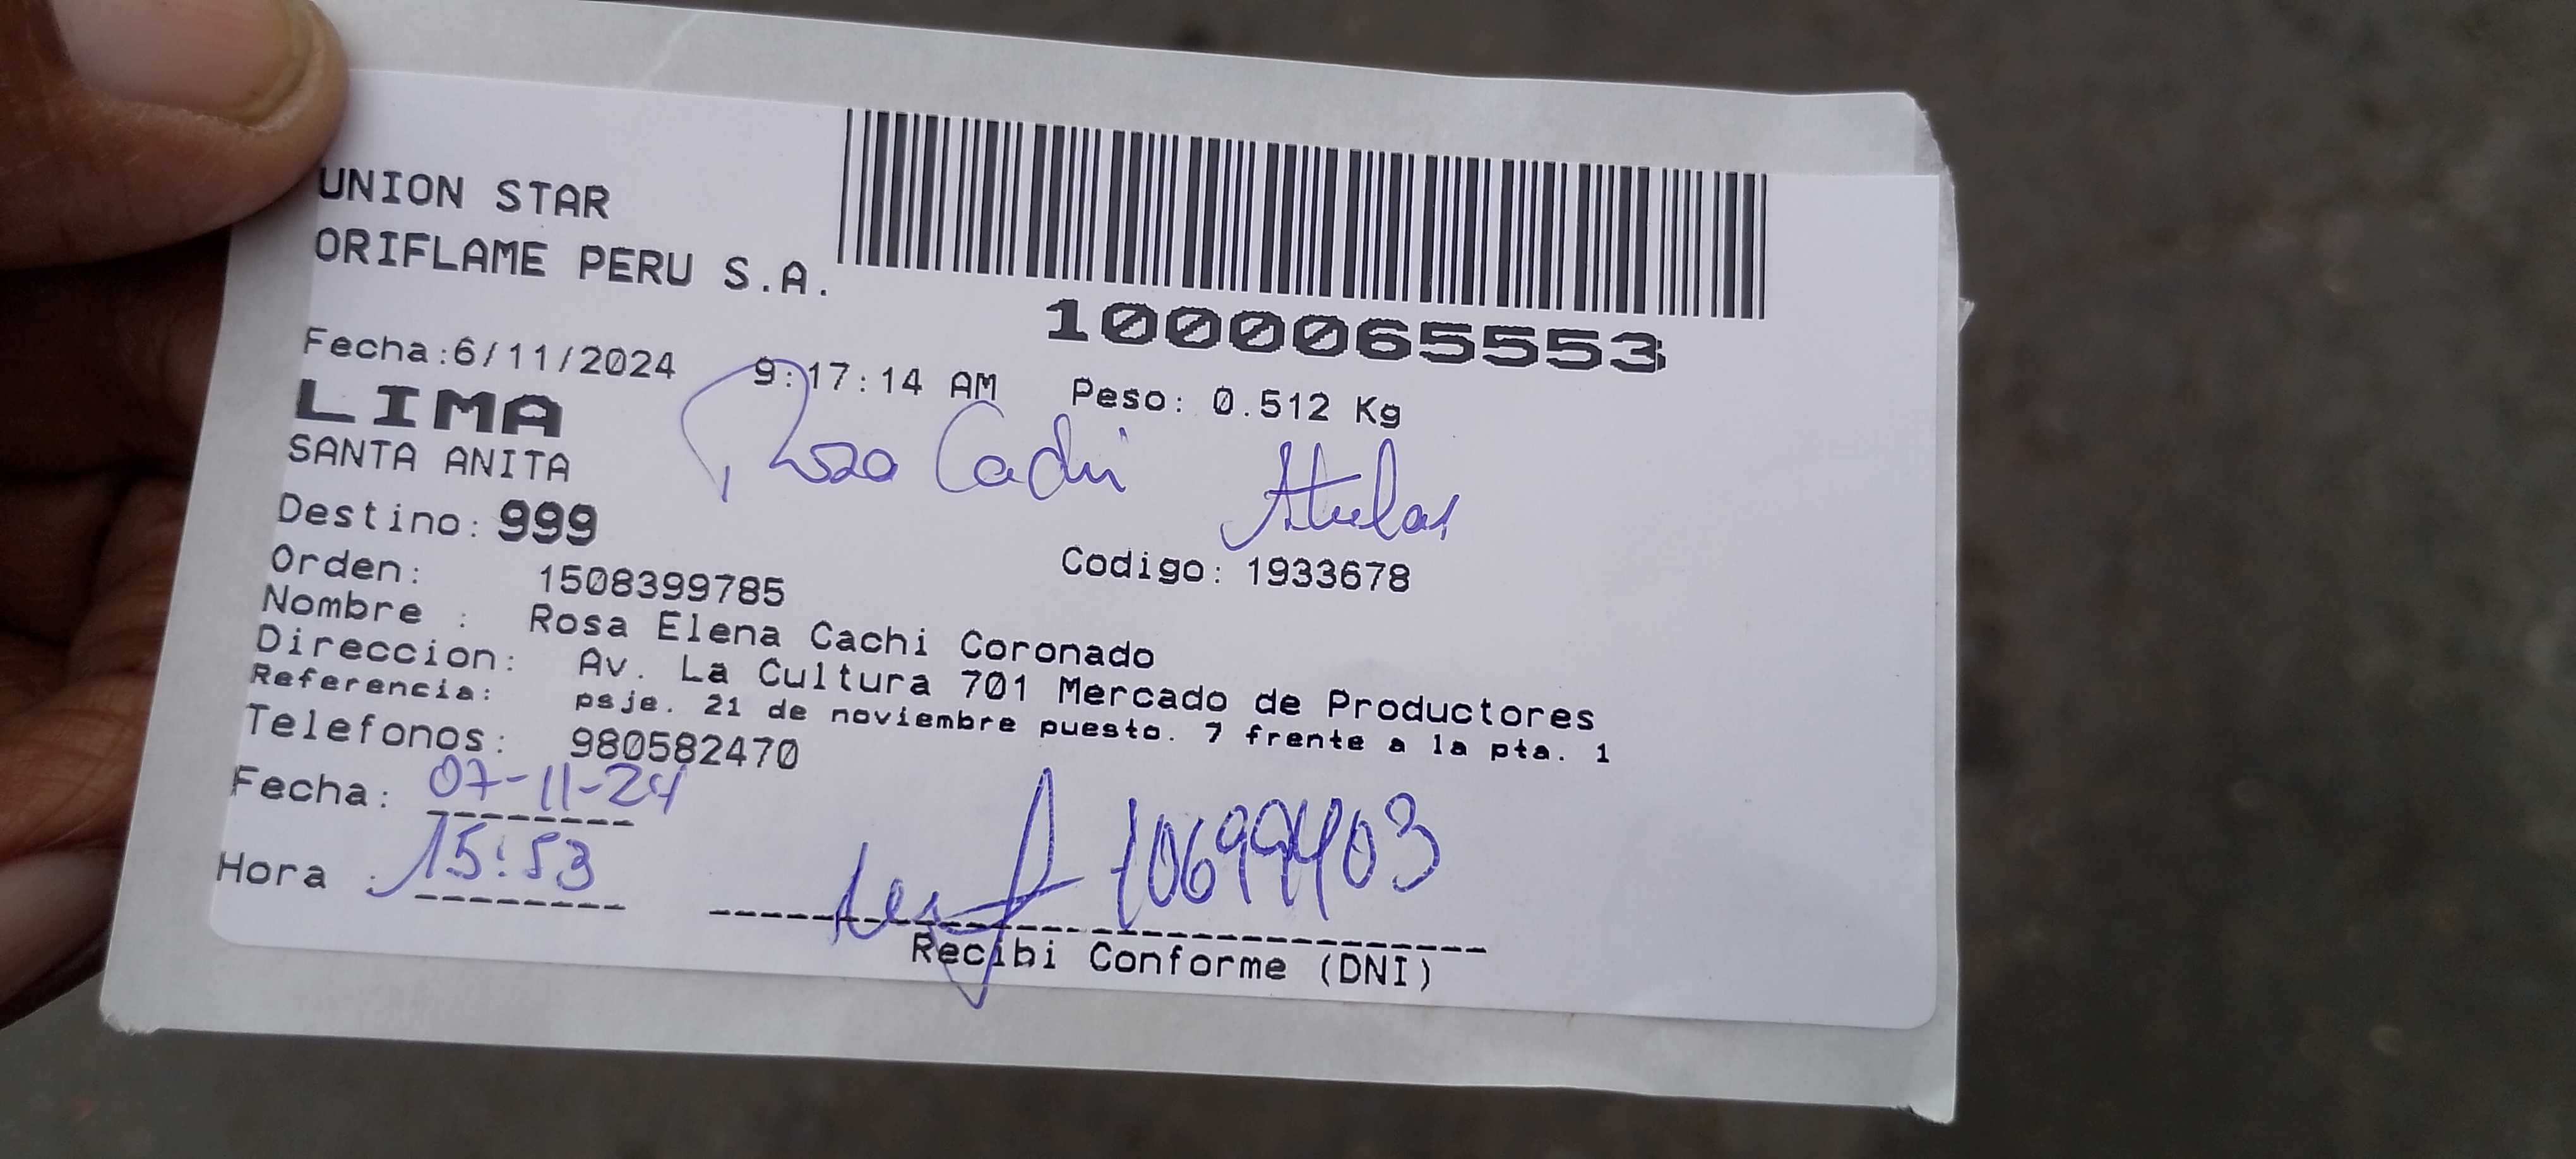 UNION STAR
ORIFLAME PERU S.A.
1000065553
Fecha:6/11/2024 9:17:14 AM Peso: 0.512 Kg
LIMA
SANTA ANITA
Rosa Cachi
Destino: 999
Orden: 1508399785 Codigo: 1933678
Nombre : Rosa Elena Cachi Coronado
Direccion: Av. La Cultura 701 Mercado de Productores
Referencia: psje. 21 de noviembre puesto. 7 frente a la pta. 1
Telefonos: 980582470
Fecha: 07-11-24
Hora : 15:53
Recibi Conforme (DNI)